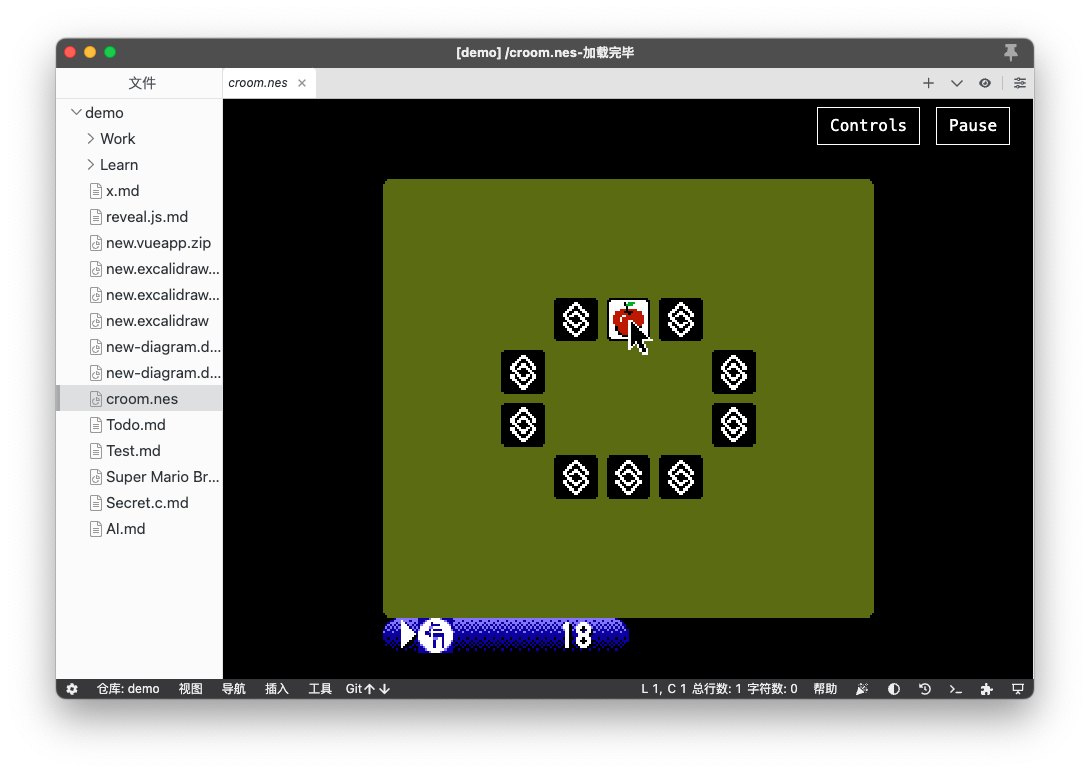 [demo] /croom.nes-加载完毕
文件
croom.nes
demo
Work
Learn
x.md
reveal.js.md
new.vueapp.zip
new.excalidraw...
new.excalidraw...
new.excalidraw
new-diagram.d...
new-diagram.d...
croom.nes
Todo.md
Test.md
Super Mario Br...
Secret.c.md
AI.md
Controls Pause
18
仓库: demo 视图 导航 插入 工具 Git↑↓ L 1, C 1 总行数: 1 字符数: 0 帮助